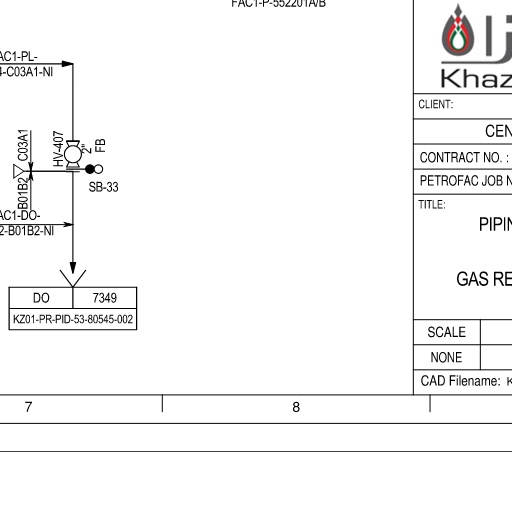 FAC1-P-552201A/B
AC1-PL-
4-C03A1-NI
HV-407
2"
FB
C03A1
B01B2
SB-33
AC1-DO-
2-B01B2-NI
DO 7349
KZ01-PR-PID-53-80545-002
Khaz
CLIENT:
CEN
CONTRACT NO. :
PETROFAC JOB N
TITLE:
PIPIN
GAS RE
SCALE
NONE
CAD Filename: K
7 8